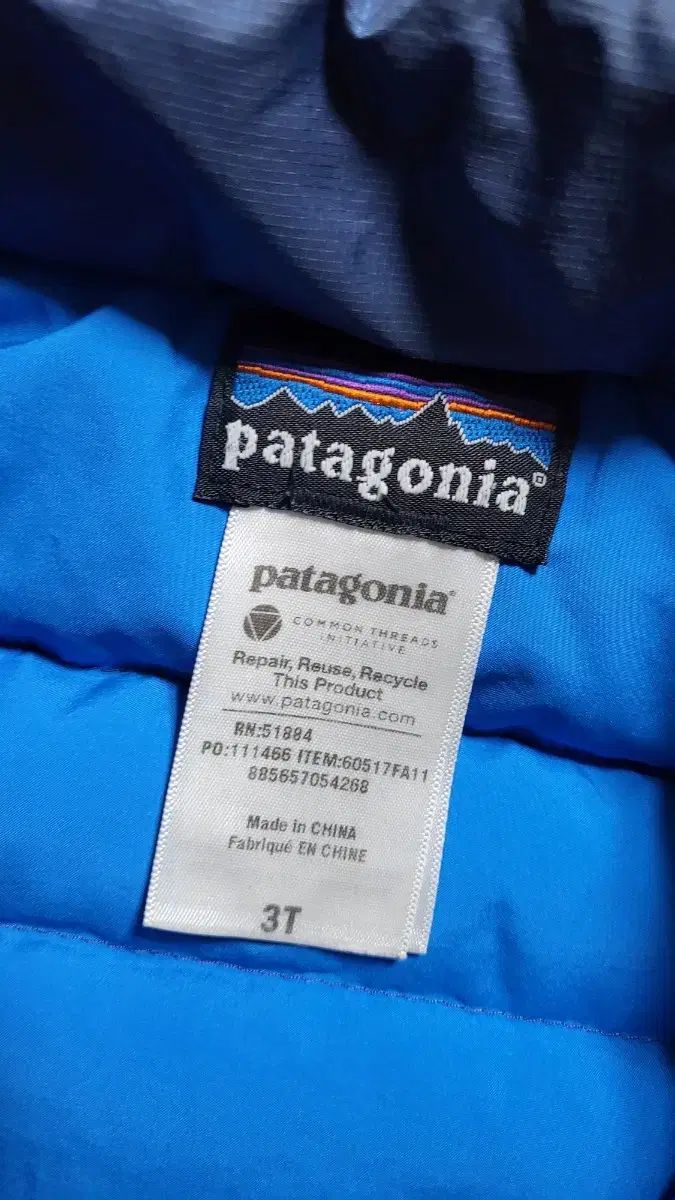 patagonia®
patagonia®
COMMON THREADS
INITIATIVE
Repair, Reuse, Recycle
This Product
www.patagonia.com
RN:51884
PO:111466 ITEM:60517FA11
885657054268
Made in CHINA
Fabriqué EN CHINE
3T